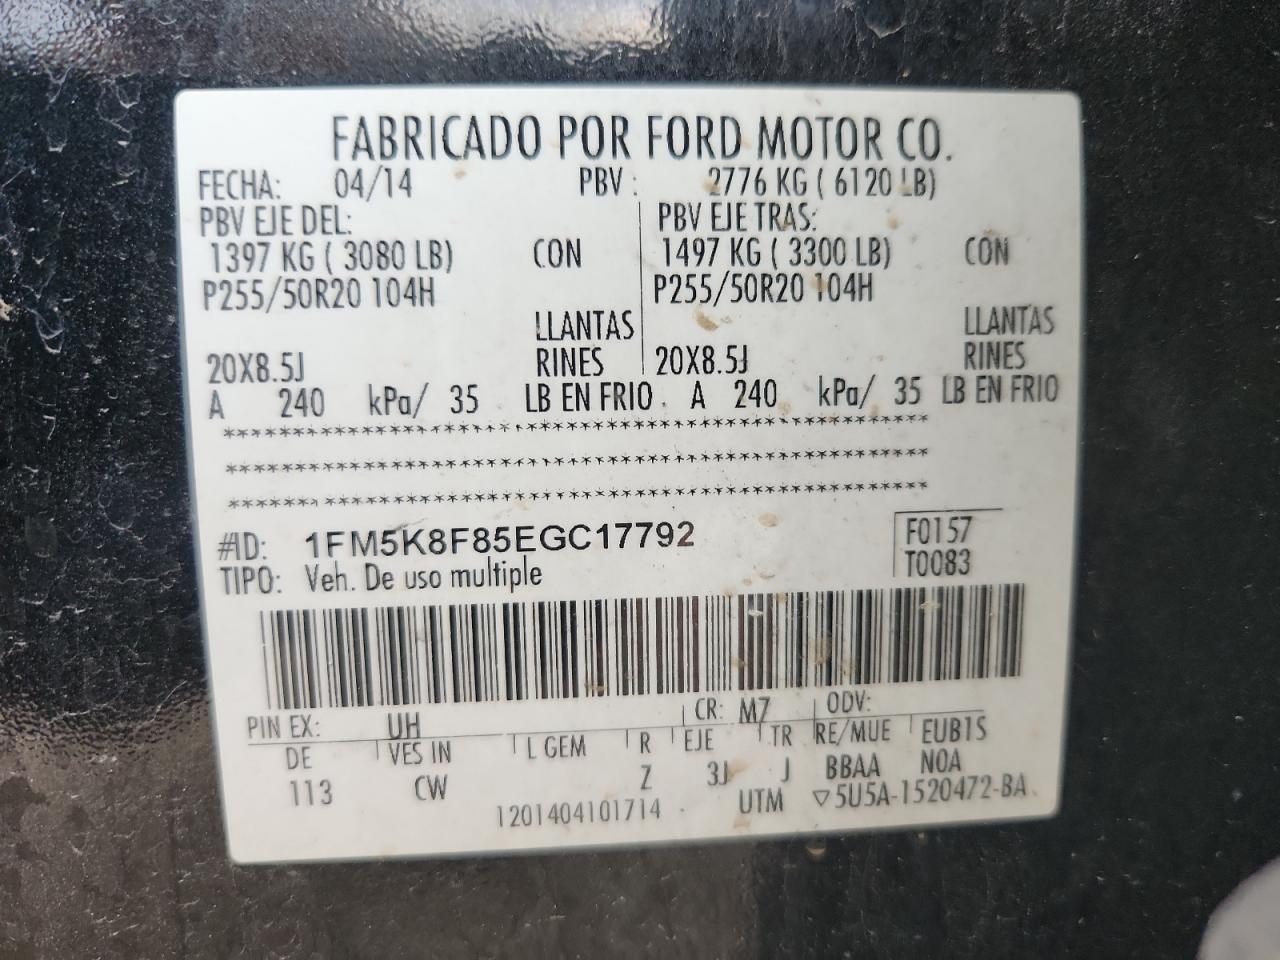 FABRICADO POR FORD MOTOR CO.
FECHA: 04/14 PBV: 2776 KG ( 6120 LB)
PBV EJE DEL: PBV EJE TRAS:
1397 KG ( 3080 LB) CON 1497 KG ( 3300 LB) CON
P255/50R20 104H P255/50R20 104H
LLANTAS LLANTAS
20X8.5J RINES 20X8.5J RINES
A 240 kPa/ 35 LB EN FRIO A 240 kPa/ 35 LB EN FRIO
************************************************************
************************************************************
************************************************************
#ID: 1FM5K8F85EGC17792 F0157
TIPO: Veh. De uso multiple T0083
PIN EX: UH CR: M7 ODV:
DE VES IN L GEM R EJE TR RE/MUE EUB1S
113 CW Z 3J J BBAA NOA
1201404101714 UTM ▽5U5A-1520472-BA